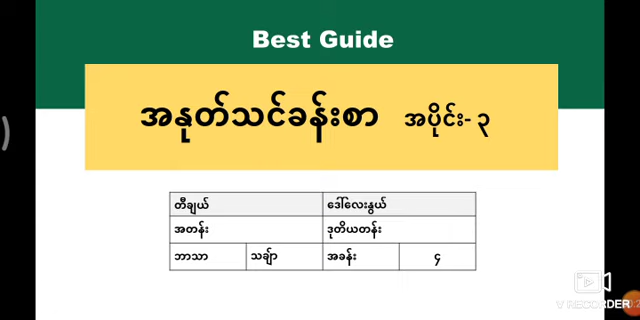 Best Guide
အနုတ်သင်ခန်းစာ အပိုင်း- ၃
တီချယ် ဒေါ်လေးနွယ်
အတန်း ဒုတိယတန်း
ဘာသာ သင်္ချာ အခန်း ၄
V RECORDER